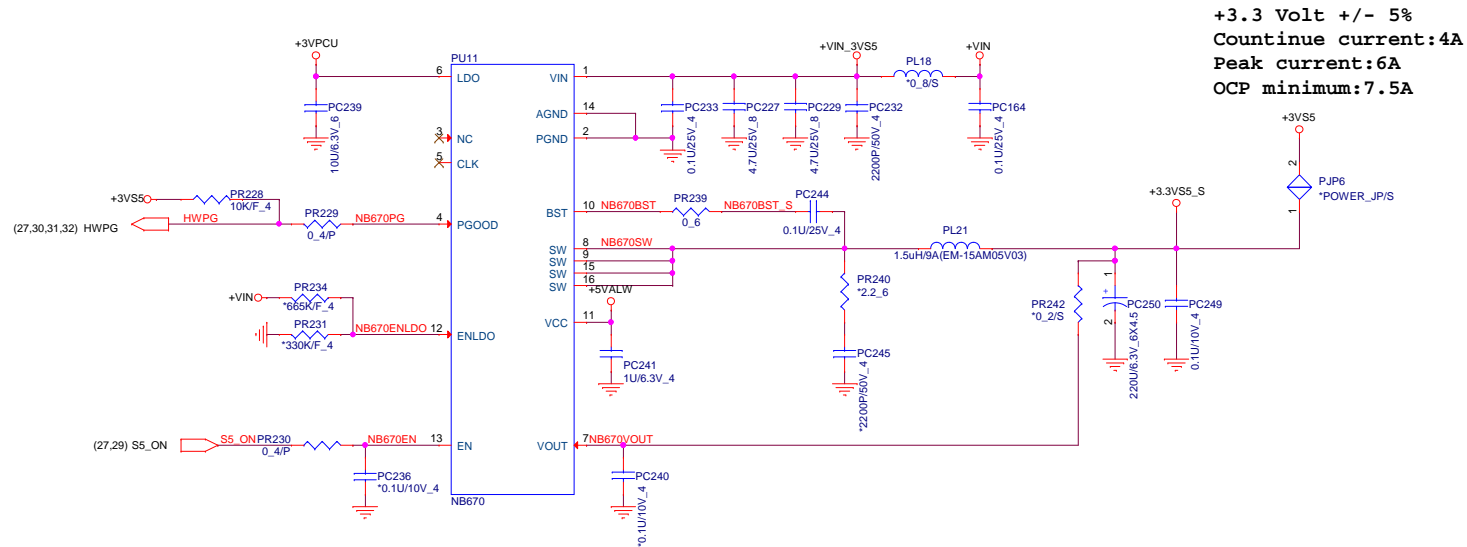 +3.3 Volt +/- 5%
Countinue current:4A
Peak current:6A
OCP minimum:7.5A
+3VPCU
PU11
+VIN_3VS5
+VIN
PL18
*0_8/S
6
LDO
VIN
1
PC239
10U/6.3V_6
AGND
14
PC233
0.1U/25V_4
PC227
4.7U/25V_8
PC229
4.7U/25V_8
PC232
2200P/50V_4
PC164
0.1U/25V_4
3
NC
PGND
2
5
CLK
+3VS5
2
PJP6
*POWER_JP/S
1
+3VS5
PR228
10K/F_4
(27,30,31,32) HWPG
HWPG
PR229
0_4/P
NB670PG
4
PGOOD
BST
10
NB670BST
PR239
0_6
NB670BST_S
PC244
0.1U/25V_4
+3.3VS5_S
SW
8
NB670SW
SW
9
SW
15
SW
16
PL21
1.5uH/9A(EM-15AM05V03)
+VIN
PR234
*665K/F_4
PR231
*330K/F_4
NB670ENLDO
12
ENLDO
+5VALW
VCC
11
PC241
1U/6.3V_4
PR240
*2.2_6
PC245
*2200P/50V_4
PR242
*0_2/S
1
+
PC250
2
220U/6.3V_6X4.5
PC249
0.1U/10V_4
(27,29) S5_ON
S5_ON
PR230
0_4/P
NB670EN
13
EN
VOUT
7
NB670VOUT
PC236
*0.1U/10V_4
PC240
*0.1U/10V_4
NB670